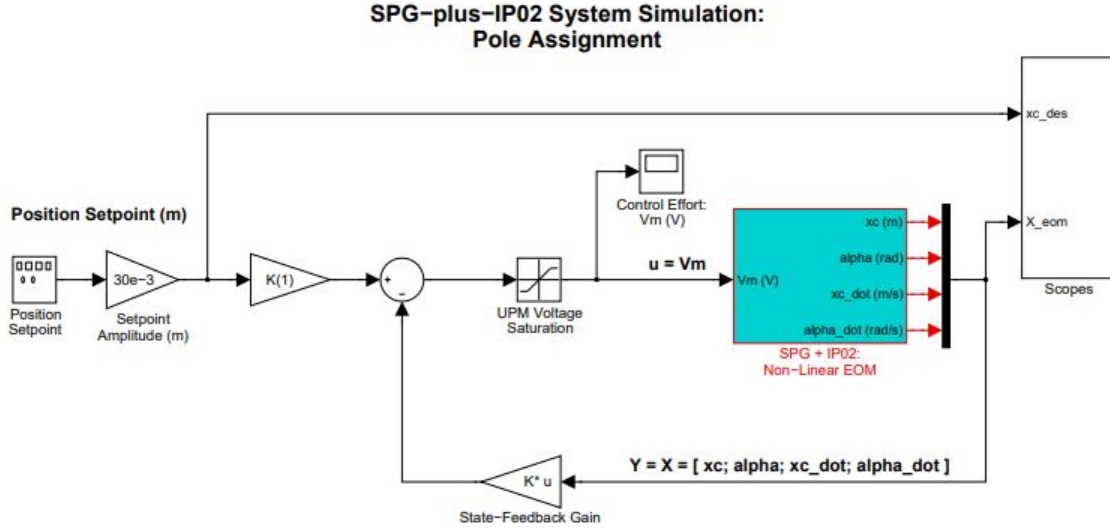 SPG−plus−IP02 System Simulation:
Pole Assignment
xc_des
Position Setpoint (m)
Control Effort:
Vm (V)
xc (m)
X_eom
30e−3
K(1)
+
−
u = Vm
Vm (V)
alpha (rad)
xc_dot (m/s)
alpha_dot (rad/s)
Scopes
Position
Setpoint
Setpoint
Amplitude (m)
UPM Voltage
Saturation
SPG + IP02:
Non−Linear EOM
Y = X = [ xc; alpha; xc_dot; alpha_dot ]
K* u
State−Feedback Gain